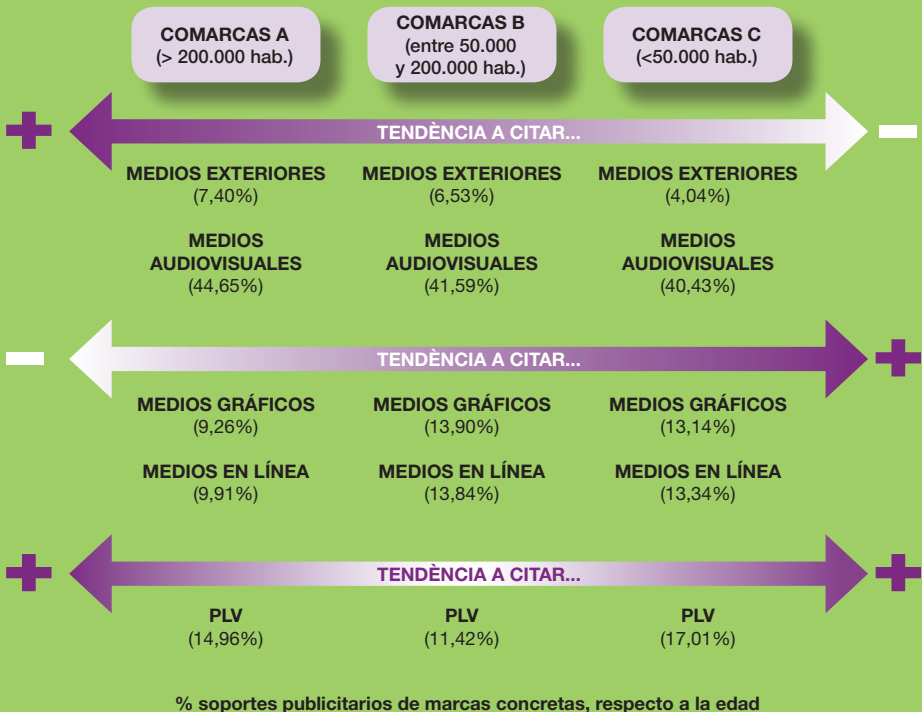 COMARCAS A
(> 200.000 hab.)
COMARCAS B
(entre 50.000
y 200.000 hab.)
COMARCAS C
(<50.000 hab.)
+
TENDÈNCIA A CITAR...
–
MEDIOS EXTERIORES
(7,40%)
MEDIOS EXTERIORES
(6,53%)
MEDIOS EXTERIORES
(4,04%)
MEDIOS
AUDIOVISUALES
(44,65%)
MEDIOS
AUDIOVISUALES
(41,59%)
MEDIOS
AUDIOVISUALES
(40,43%)
–
TENDÈNCIA A CITAR...
+
MEDIOS GRÁFICOS
(9,26%)
MEDIOS GRÁFICOS
(13,90%)
MEDIOS GRÁFICOS
(13,14%)
MEDIOS EN LÍNEA
(9,91%)
MEDIOS EN LÍNEA
(13,84%)
MEDIOS EN LÍNEA
(13,34%)
+
TENDÈNCIA A CITAR...
+
PLV
(14,96%)
PLV
(11,42%)
PLV
(17,01%)
% soportes publicitarios de marcas concretas, respecto a la edad